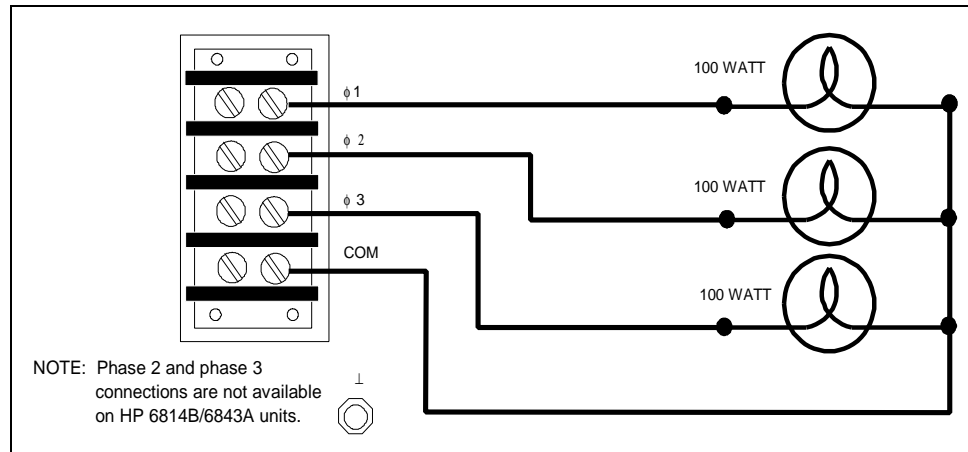 100 WATT
ϕ 1
ϕ 2
100 WATT
ϕ 3
COM
100 WATT
NOTE: Phase 2 and phase 3
connections are not available
on HP 6814B/6843A units.
⊥